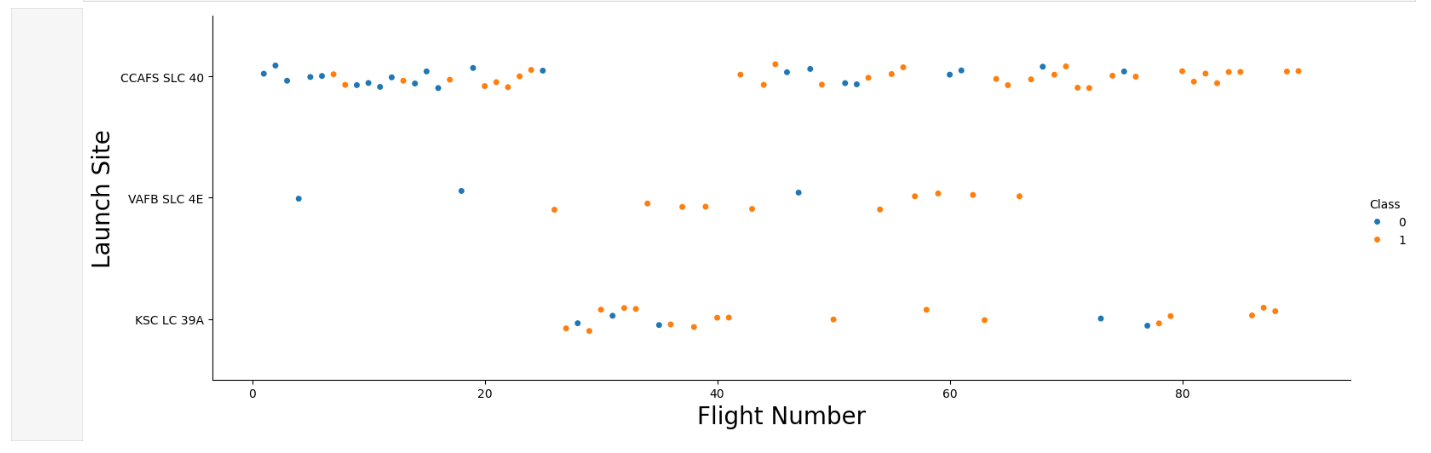 Launch Site
CCAFS SLC 40
VAFB SLC 4E
KSC LC 39A
0 20 40 60 80
Flight Number
Class
0
1